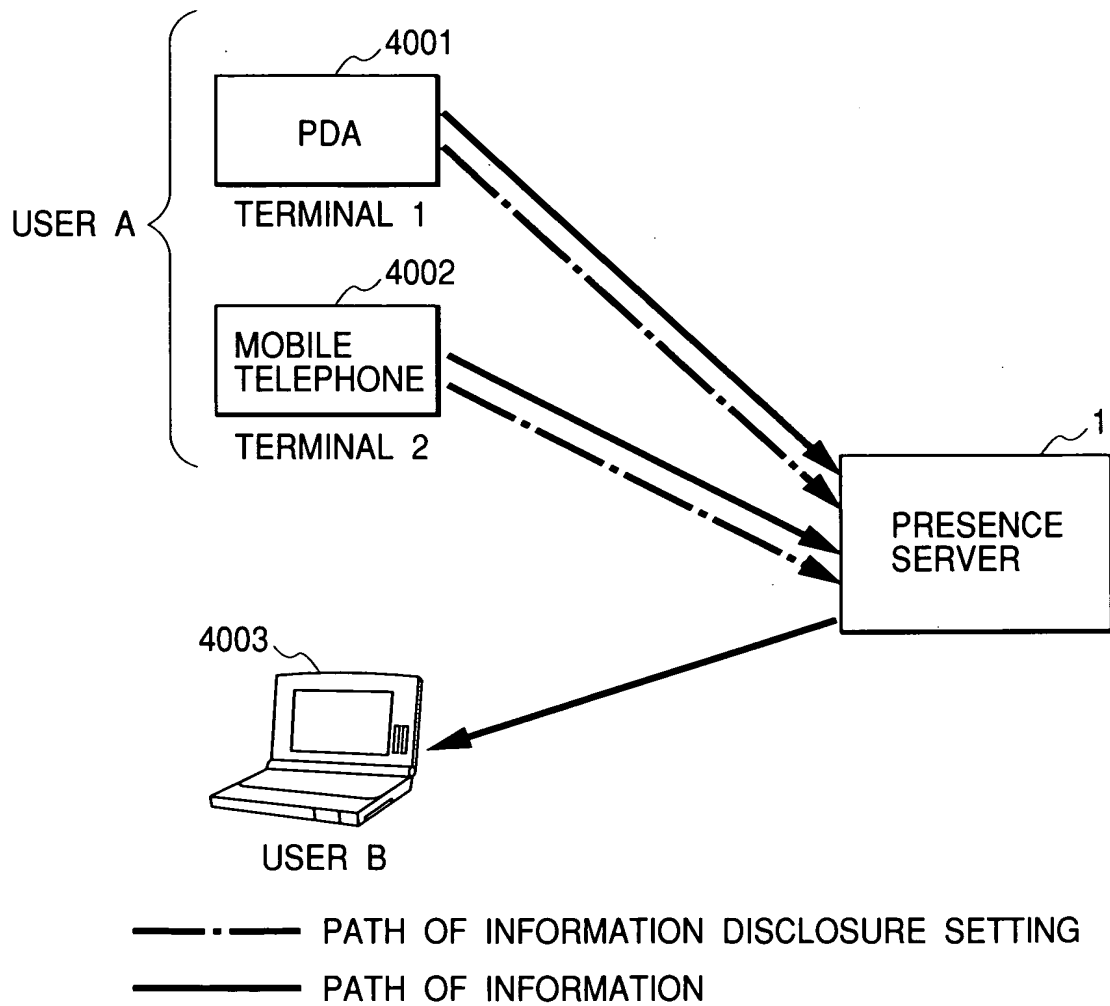 4001
PDA
TERMINAL 1
USER A
4002
MOBILE
TELEPHONE
TERMINAL 2
1
PRESENCE
SERVER
4003
USER B
PATH OF INFORMATION DISCLOSURE SETTING
PATH OF INFORMATION